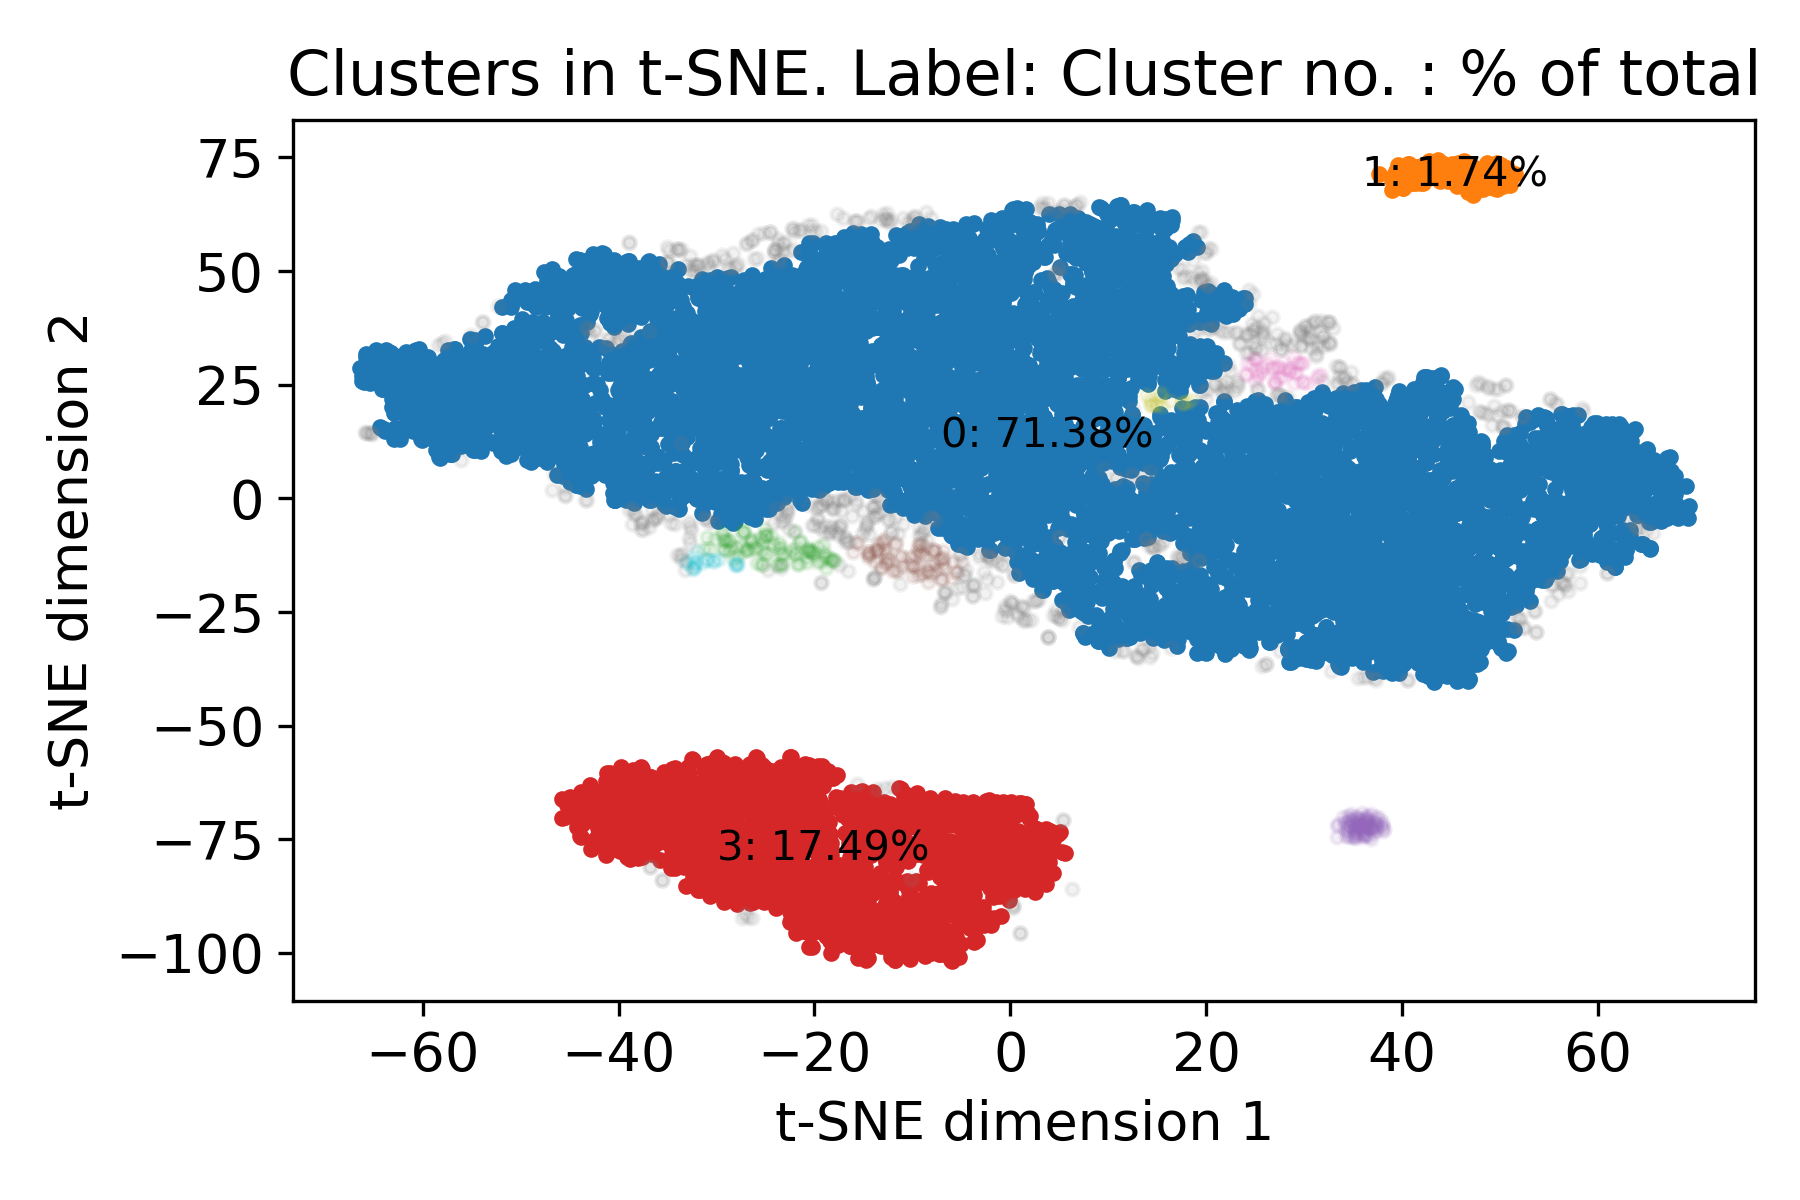 Clusters in t-SNE. Label: Cluster no. : % of total
75
50
25
0
−25
−50
−75
−100
t-SNE dimension 2
1: 1.74%
0: 71.38%
3: 17.49%
−60 −40 −20 0 20 40 60
t-SNE dimension 1